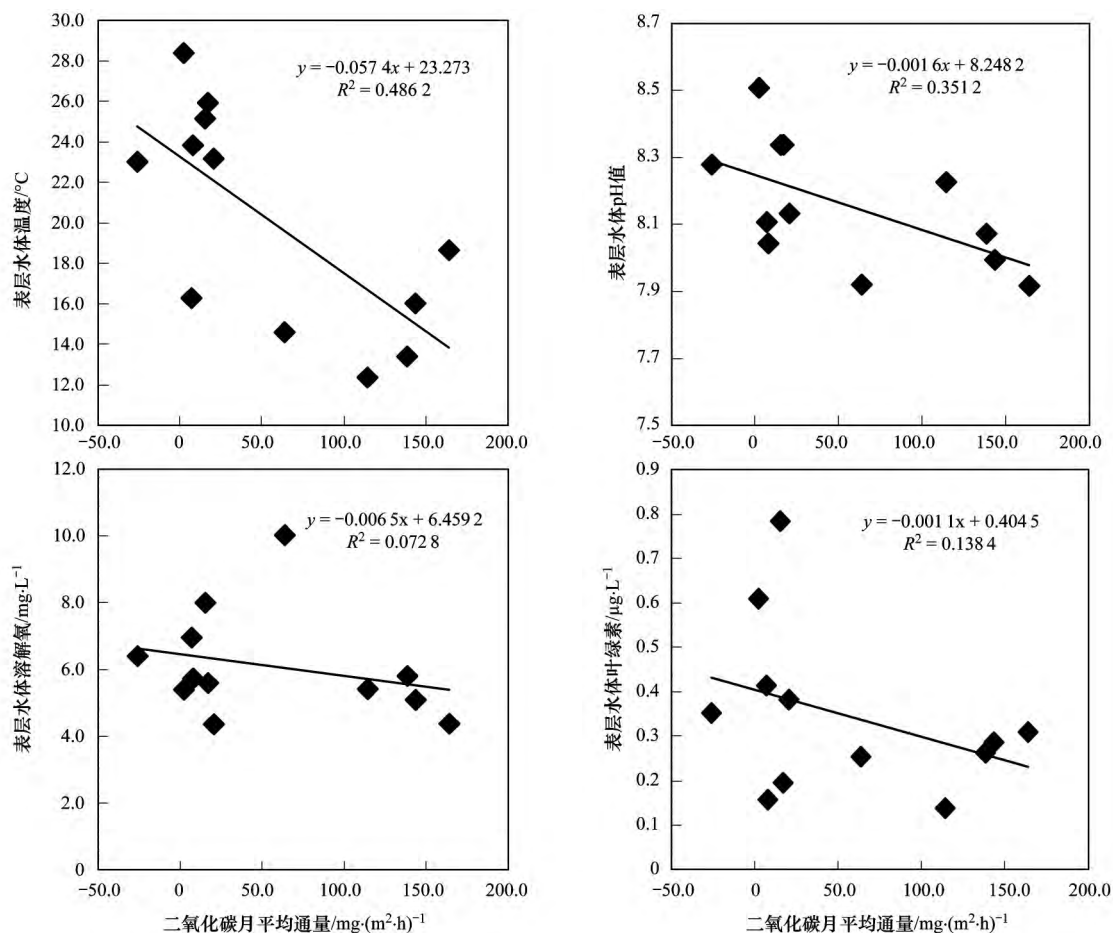 30.0
28.0
26.0
24.0
22.0
20.0
18.0
16.0
14.0
12.0
10.0
−50.0 0 50.0 100.0 150.0 200.0
表层水体温度/°C
y = −0.057 4x + 23.273
R² = 0.486 2
8.7
8.5
8.3
8.1
7.9
7.7
7.5
−50.0 0 50.0 100.0 150.0 200.0
表层水体pH值
y = −0.001 6x + 8.248 2
R² = 0.351 2
12.0
10.0
8.0
6.0
4.0
2.0
0
−50.0 0 50.0 100.0 150.0 200.0
表层水体溶解氧/mg·L⁻¹
y = −0.006 5x + 6.459 2
R² = 0.072 8
二氧化碳月平均通量/mg·(m²·h)⁻¹
0.9
0.8
0.7
0.6
0.5
0.4
0.3
0.2
0.1
0
−50.0 0 50.0 100.0 150.0 200.0
表层水体叶绿素/μg·L⁻¹
y = −0.001 1x + 0.404 5
R² = 0.138 4
二氧化碳月平均通量/mg·(m²·h)⁻¹